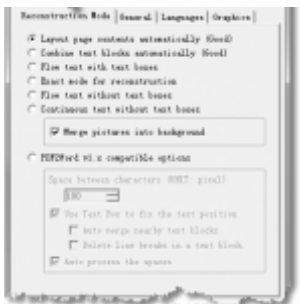 Reconstruction Mode General Languages Graphics
Layout page contents automatically (Good)
Combine text blocks automatically (Good)
Flow text with text boxes
Exact mode for reconstruction
Flow text without text boxes
Continuous text without text boxes
Merge pictures into background
PDF2Word v1.x compatible options
Space between characters (UNIT: pixel)
100
Use Text Box to fix the text position
Auto merge nearby text blocks
Delete line breaks in a text block
Auto process the spaces